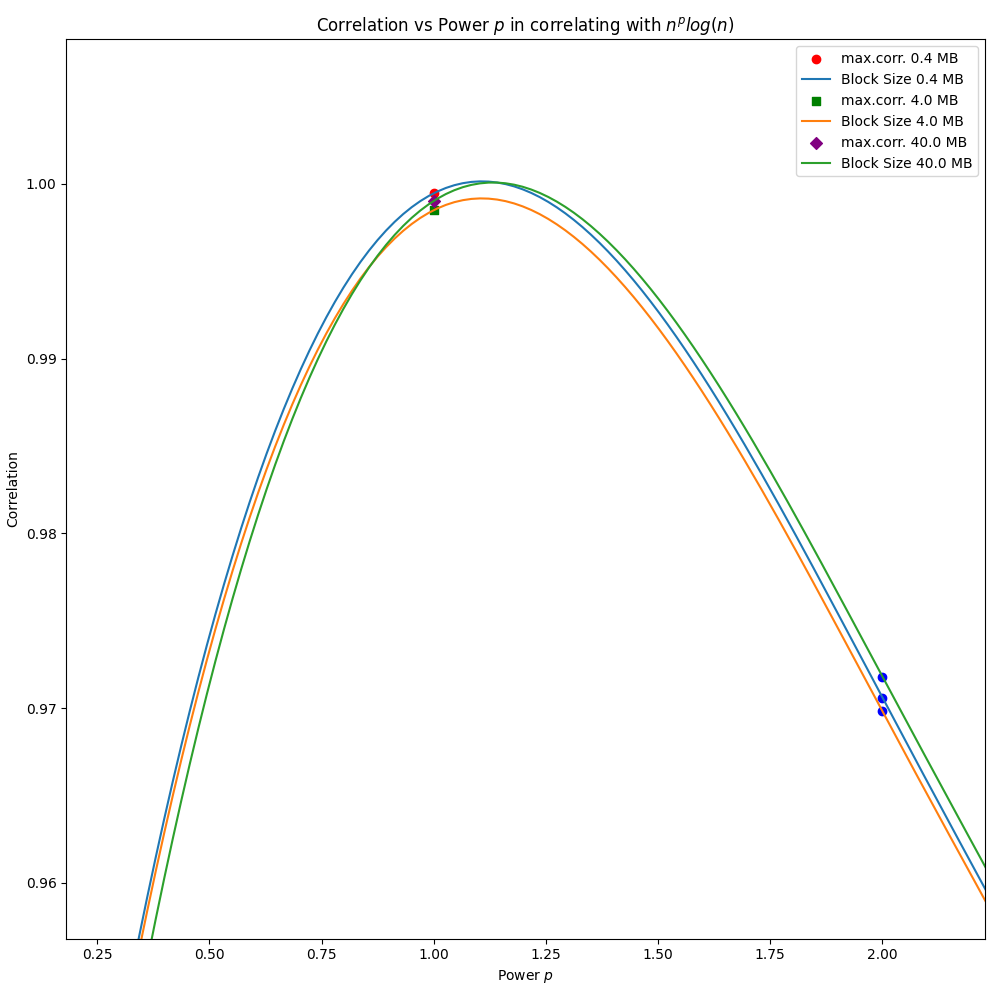 Correlation vs Power p in correlating with n^p log(n)
max.corr. 0.4 MB
Block Size 0.4 MB
max.corr. 4.0 MB
Block Size 4.0 MB
max.corr. 40.0 MB
Block Size 40.0 MB
1.00
0.99
0.98
0.97
0.96
Correlation
0.25 0.50 0.75 1.00 1.25 1.50 1.75 2.00
Power p